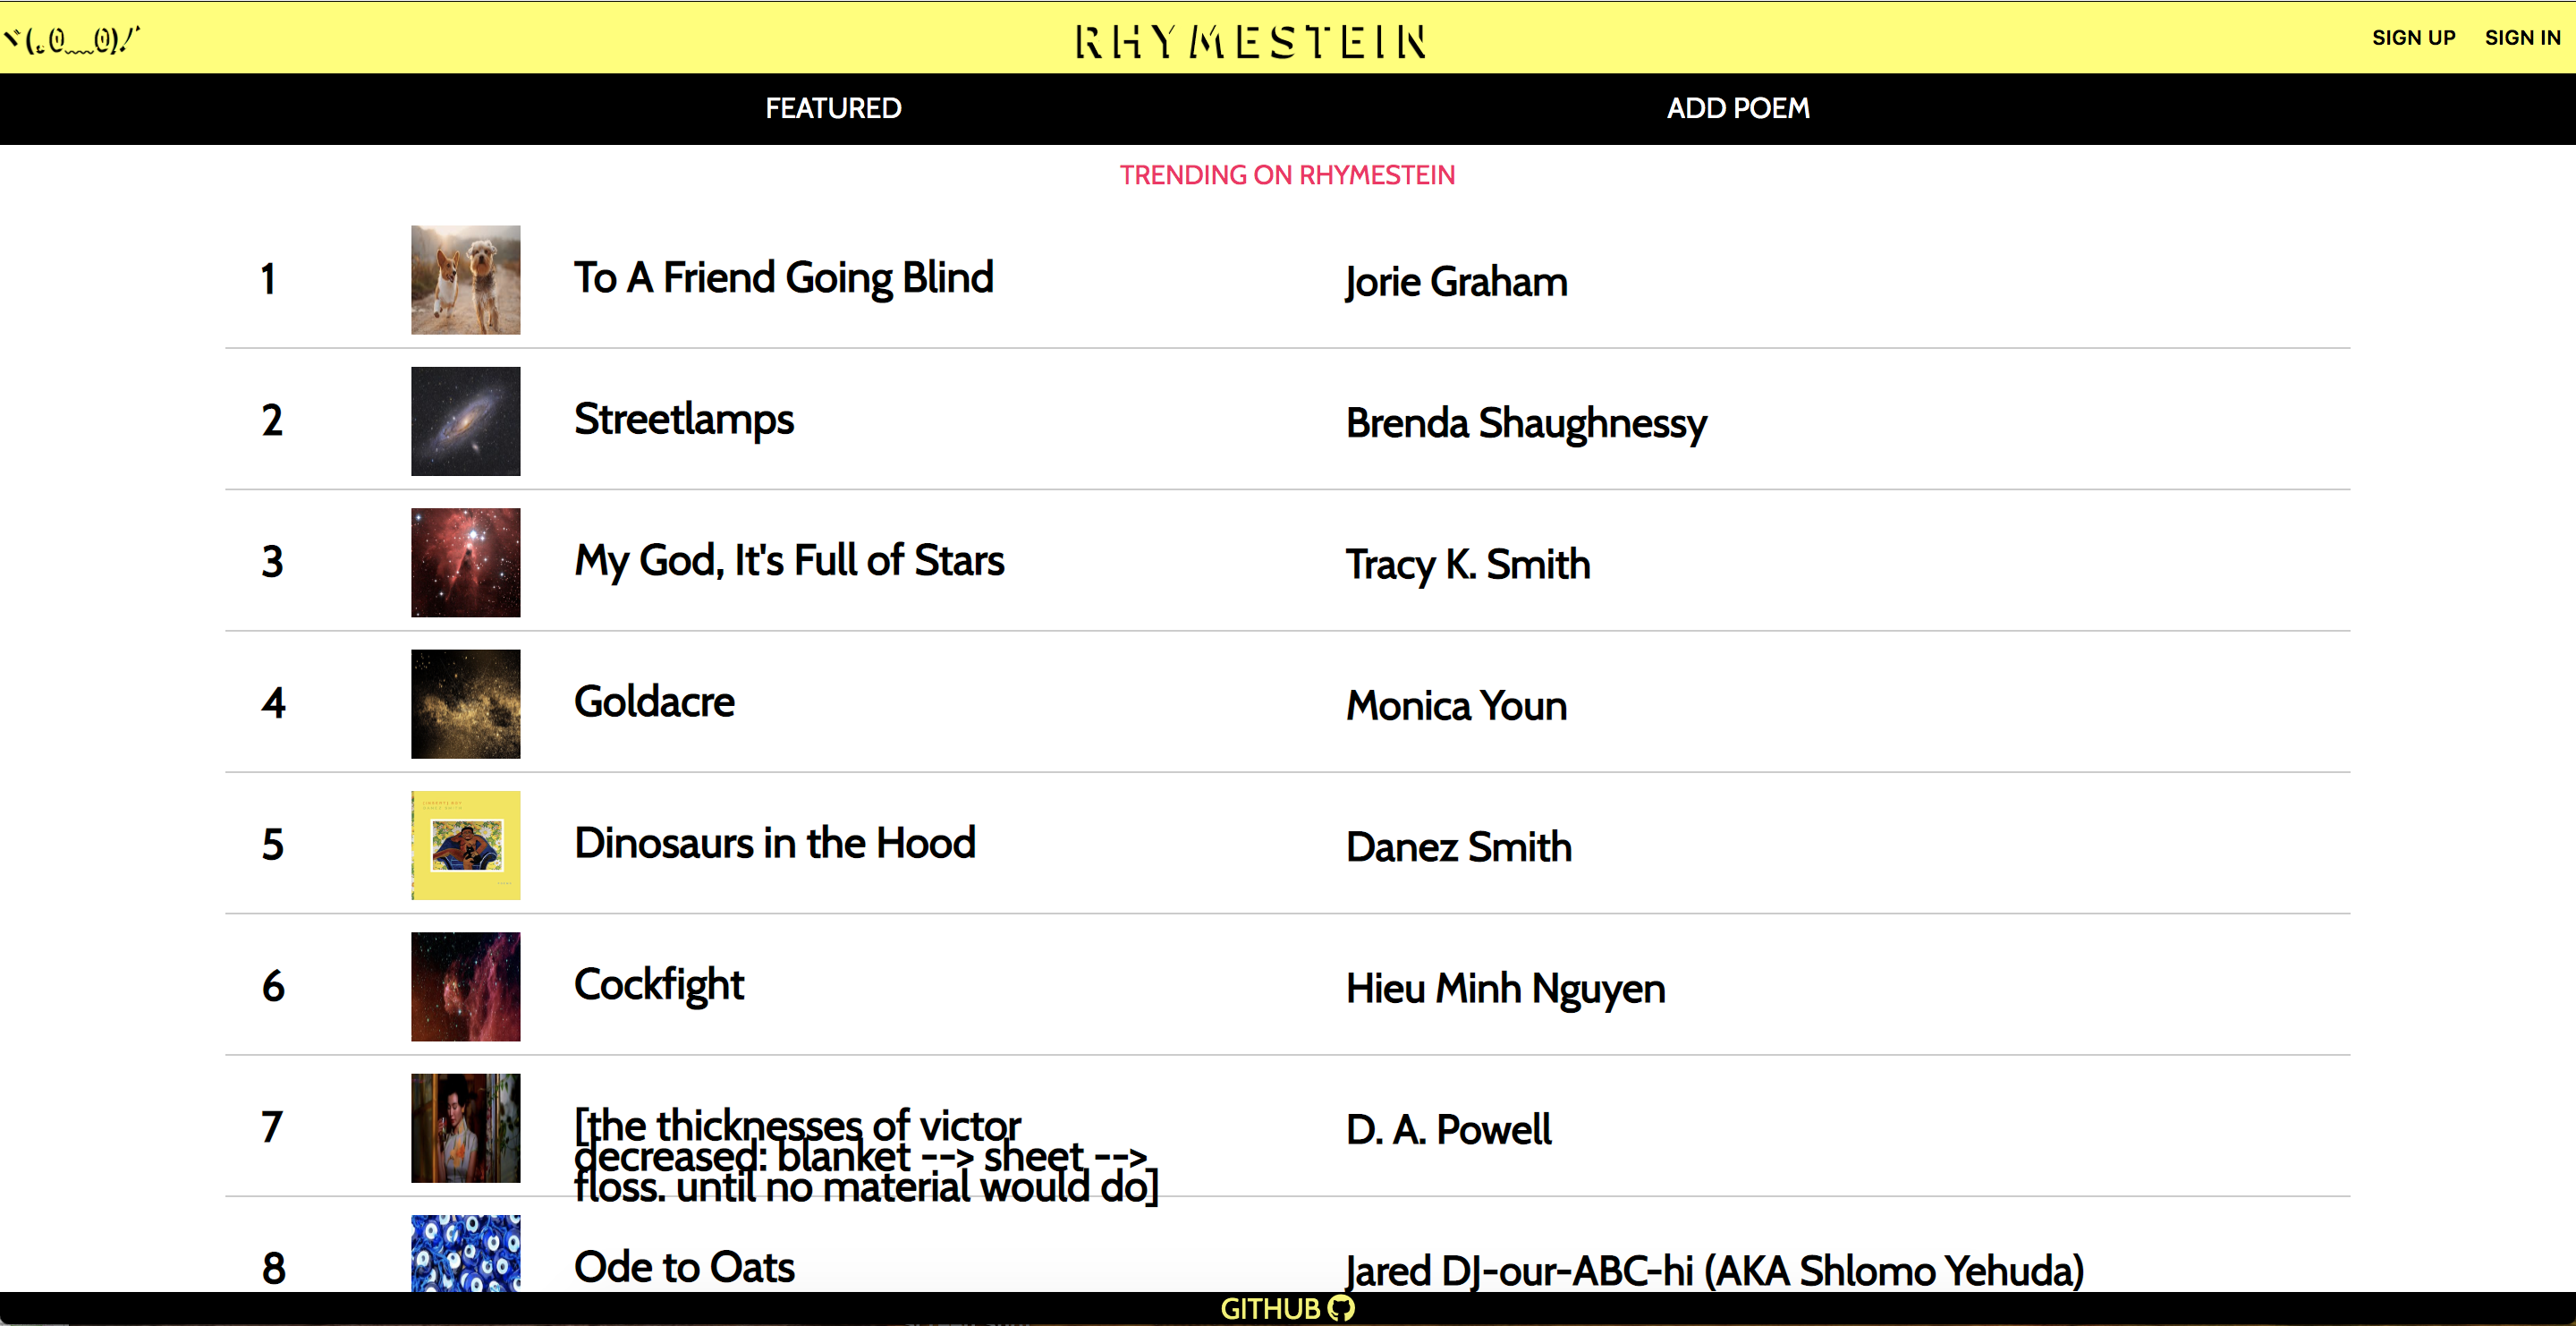 ヾ(.0﹏0)ﾉﾞ
RHYMESTEIN
SIGN UP SIGN IN
FEATURED ADD POEM
TRENDING ON RHYMESTEIN
1 To A Friend Going Blind Jorie Graham
2 Streetlamps Brenda Shaughnessy
3 My God, It's Full of Stars Tracy K. Smith
4 Goldacre Monica Youn
5 Dinosaurs in the Hood Danez Smith
6 Cockfight Hieu Minh Nguyen
7 [the thicknesses of victor D. A. Powell
decreased: blanket --> sheet -->
floss. until no material would do]
8 Ode to Oats Jared DJ-our-ABC-hi (AKA Shlomo Yehuda)
GITHUB